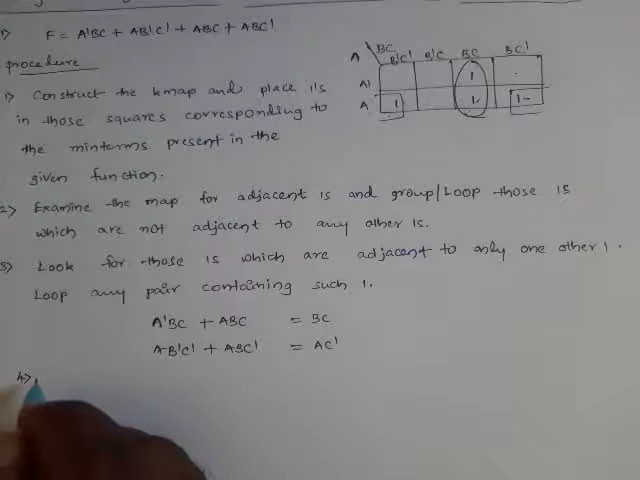 1) F = A'BC + AB'C' + ABC + ABC'
procedure
A BC B'C' B'C BC BC'
A' 1
A 1 1 1
1) Construct the kmap and place 1s
in those squares corresponding to
the minterms present in the
given function.
2) Examine the map for adjacent 1s and group/Loop those 1s
which are not adjacent to any other 1s.
3) Look for those 1s which are adjacent to only one other 1.
Loop any pair containing such 1.
A'BC + ABC = BC
AB'C' + ABC' = AC'
4)